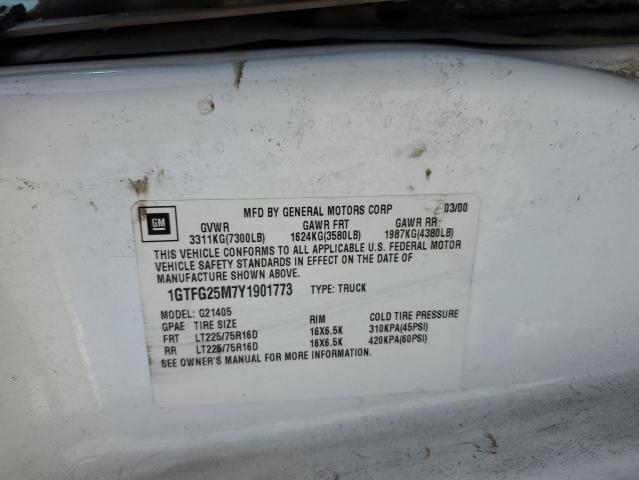 MFD BY GENERAL MOTORS CORP 03/00
GM
GVWR GAWR FRT GAWR RR
3311KG(7300LB) 1624KG(3580LB) 1987KG(4380LB)
THIS VEHICLE CONFORMS TO ALL APPLICABLE U.S. FEDERAL MOTOR
VEHICLE SAFETY STANDARDS IN EFFECT ON THE DATE OF
MANUFACTURE SHOWN ABOVE.
1GTFG25M7Y1901773 TYPE: TRUCK
MODEL: G21405
GPAE TIRE SIZE RIM COLD TIRE PRESSURE
FRT LT225/75R16D 16X6.5K 310KPA(45PSI)
RR LT225/75R16D 16X6.5K 420KPA(60PSI)
SEE OWNER'S MANUAL FOR MORE INFORMATION.